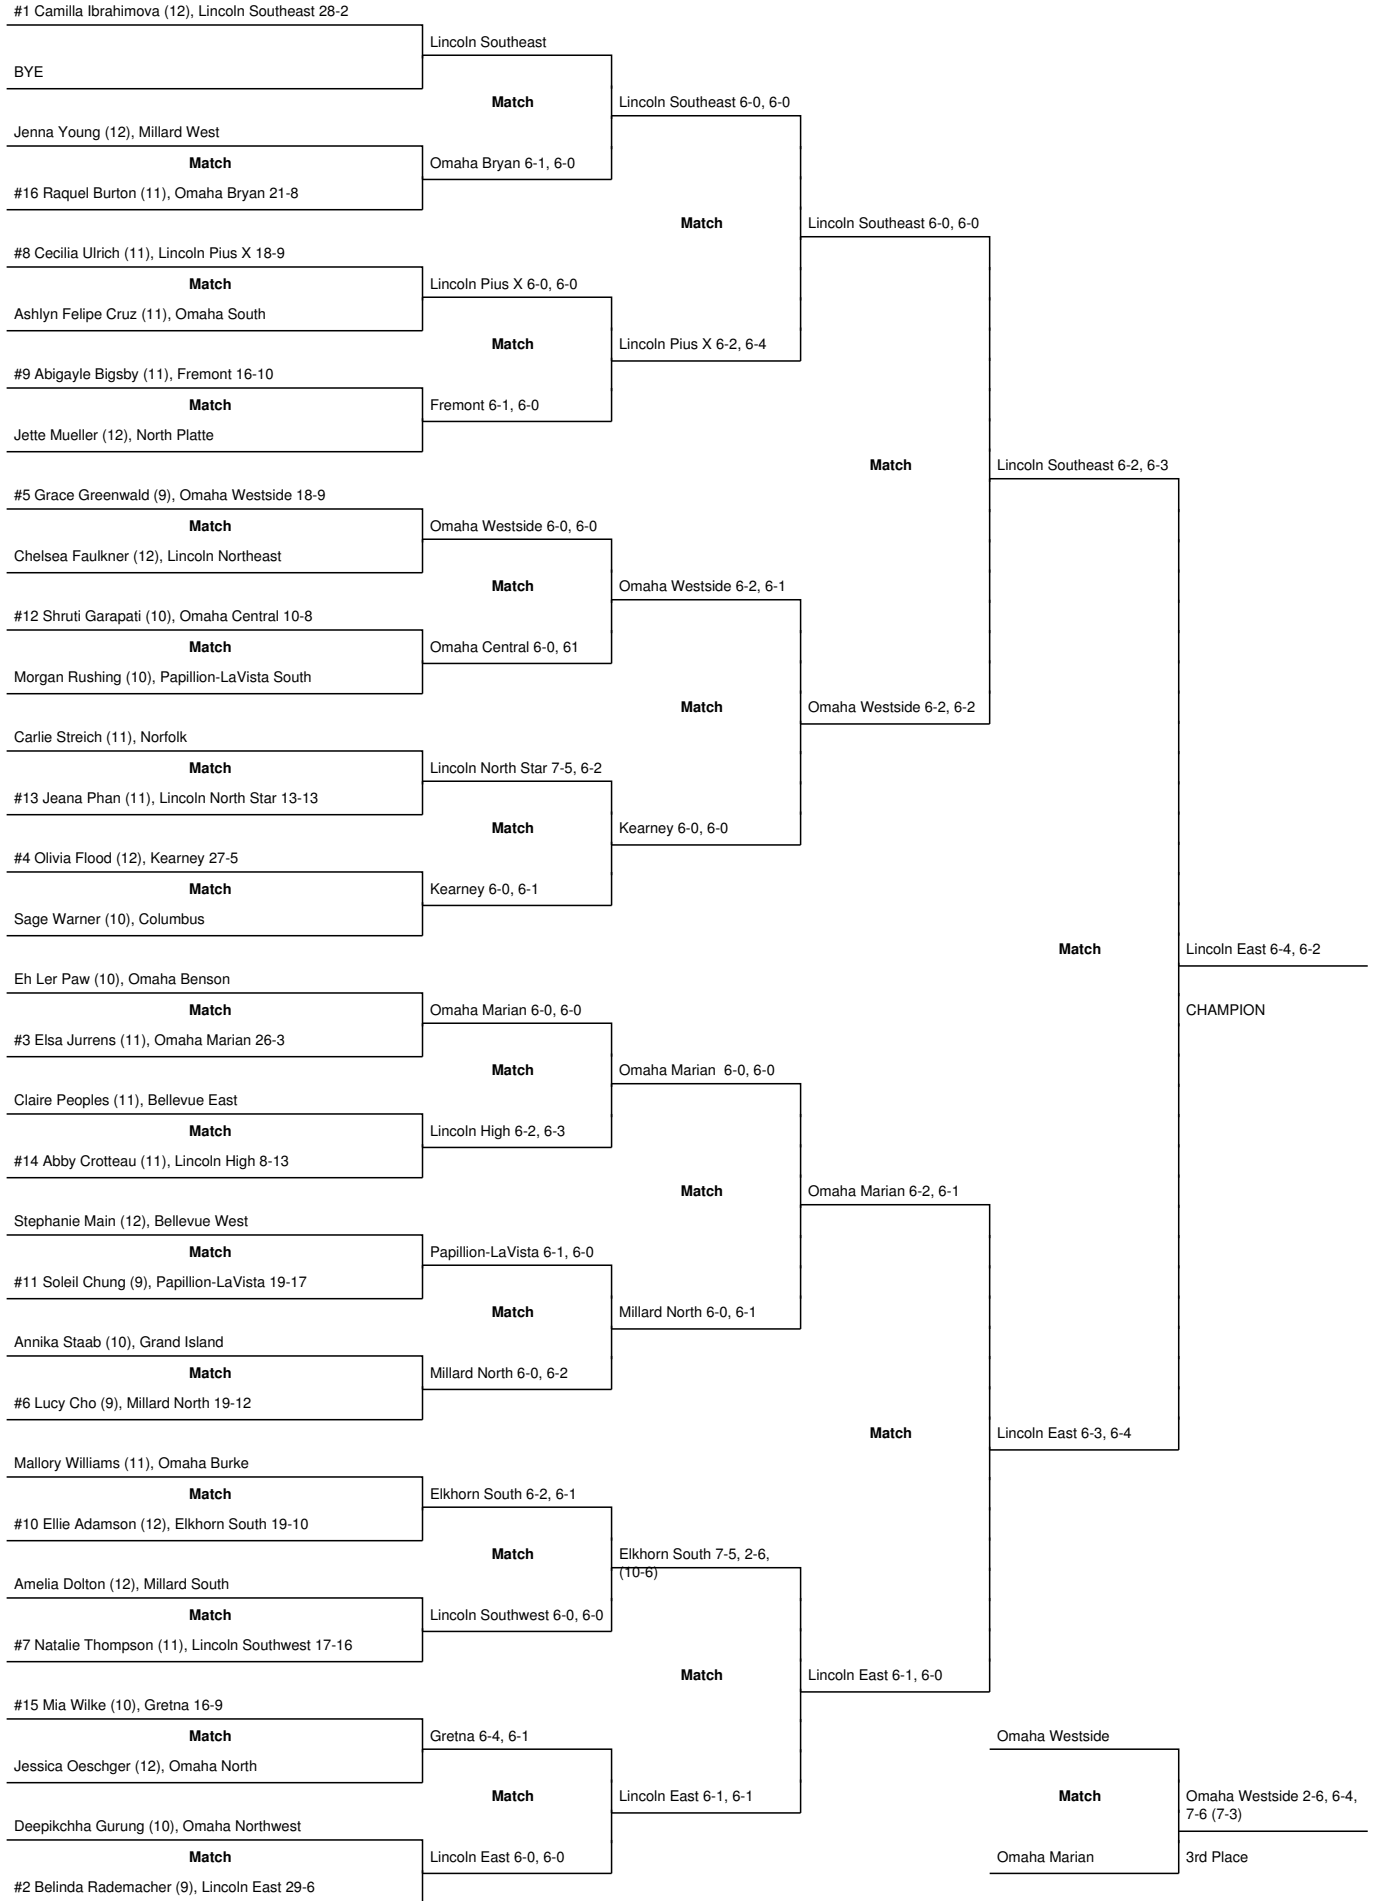 #1 Camilla Ibrahimova (12), Lincoln Southeast 28-2
Lincoln Southeast
BYE
Match
Lincoln Southeast 6-0, 6-0
Jenna Young (12), Millard West
Match
Omaha Bryan 6-1, 6-0
#16 Raquel Burton (11), Omaha Bryan 21-8
Match
Lincoln Southeast 6-0, 6-0
#8 Cecilia Ulrich (11), Lincoln Pius X 18-9
Match
Lincoln Pius X 6-0, 6-0
Ashlyn Felipe Cruz (11), Omaha South
Match
Lincoln Pius X 6-2, 6-4
#9 Abigayle Bigsby (11), Fremont 16-10
Match
Fremont 6-1, 6-0
Jette Mueller (12), North Platte
Match
Lincoln Southeast 6-2, 6-3
#5 Grace Greenwald (9), Omaha Westside 18-9
Match
Omaha Westside 6-0, 6-0
Chelsea Faulkner (12), Lincoln Northeast
Match
Omaha Westside 6-2, 6-1
#12 Shruti Garapati (10), Omaha Central 10-8
Match
Omaha Central 6-0, 61
Morgan Rushing (10), Papillion-LaVista South
Match
Omaha Westside 6-2, 6-2
Carlie Streich (11), Norfolk
Match
Lincoln North Star 7-5, 6-2
#13 Jeana Phan (11), Lincoln North Star 13-13
Match
Kearney 6-0, 6-0
#4 Olivia Flood (12), Kearney 27-5
Match
Kearney 6-0, 6-1
Sage Warner (10), Columbus
Match
Lincoln East 6-4, 6-2
Eh Ler Paw (10), Omaha Benson
Match
Omaha Marian 6-0, 6-0
CHAMPION
#3 Elsa Jurrens (11), Omaha Marian 26-3
Match
Omaha Marian  6-0, 6-0
Claire Peoples (11), Bellevue East
Match
Lincoln High 6-2, 6-3
#14 Abby Crotteau (11), Lincoln High 8-13
Match
Omaha Marian 6-2, 6-1
Stephanie Main (12), Bellevue West
Match
Papillion-LaVista 6-1, 6-0
#11 Soleil Chung (9), Papillion-LaVista 19-17
Match
Millard North 6-0, 6-1
Annika Staab (10), Grand Island
Match
Millard North 6-0, 6-2
#6 Lucy Cho (9), Millard North 19-12
Match
Lincoln East 6-3, 6-4
Mallory Williams (11), Omaha Burke
Match
Elkhorn South 6-2, 6-1
#10 Ellie Adamson (12), Elkhorn South 19-10
Match
Elkhorn South 7-5, 2-6,
(10-6)
Amelia Dolton (12), Millard South
Match
Lincoln Southwest 6-0, 6-0
#7 Natalie Thompson (11), Lincoln Southwest 17-16
Match
Lincoln East 6-1, 6-0
#15 Mia Wilke (10), Gretna 16-9
Match
Gretna 6-4, 6-1
Omaha Westside
Jessica Oeschger (12), Omaha North
Match
Lincoln East 6-1, 6-1
Match
Omaha Westside 2-6, 6-4,
7-6 (7-3)
Deepikchha Gurung (10), Omaha Northwest
Match
Lincoln East 6-0, 6-0
Omaha Marian
3rd Place
#2 Belinda Rademacher (9), Lincoln East 29-6